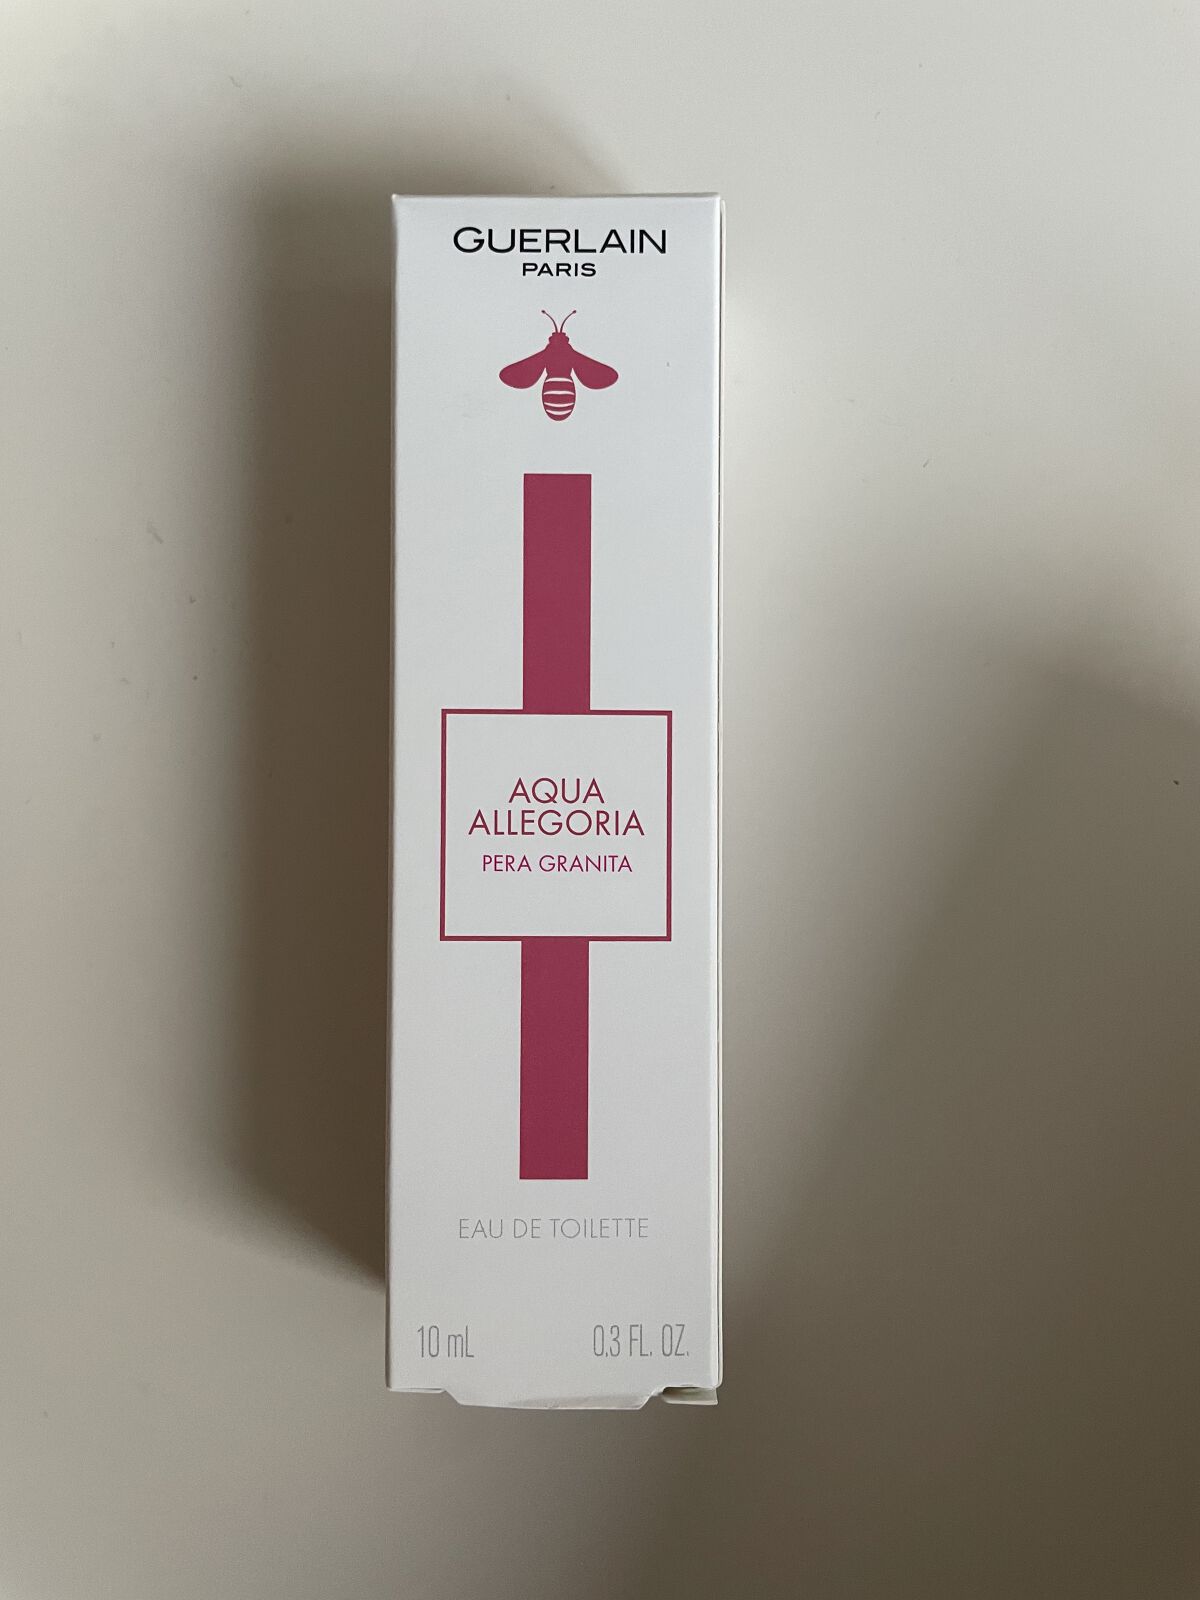 GUERLAIN
PARIS
AQUA
ALLEGORIA
PERA GRANITA
EAU DE TOILETTE
10 mL 0,3 FL. OZ.